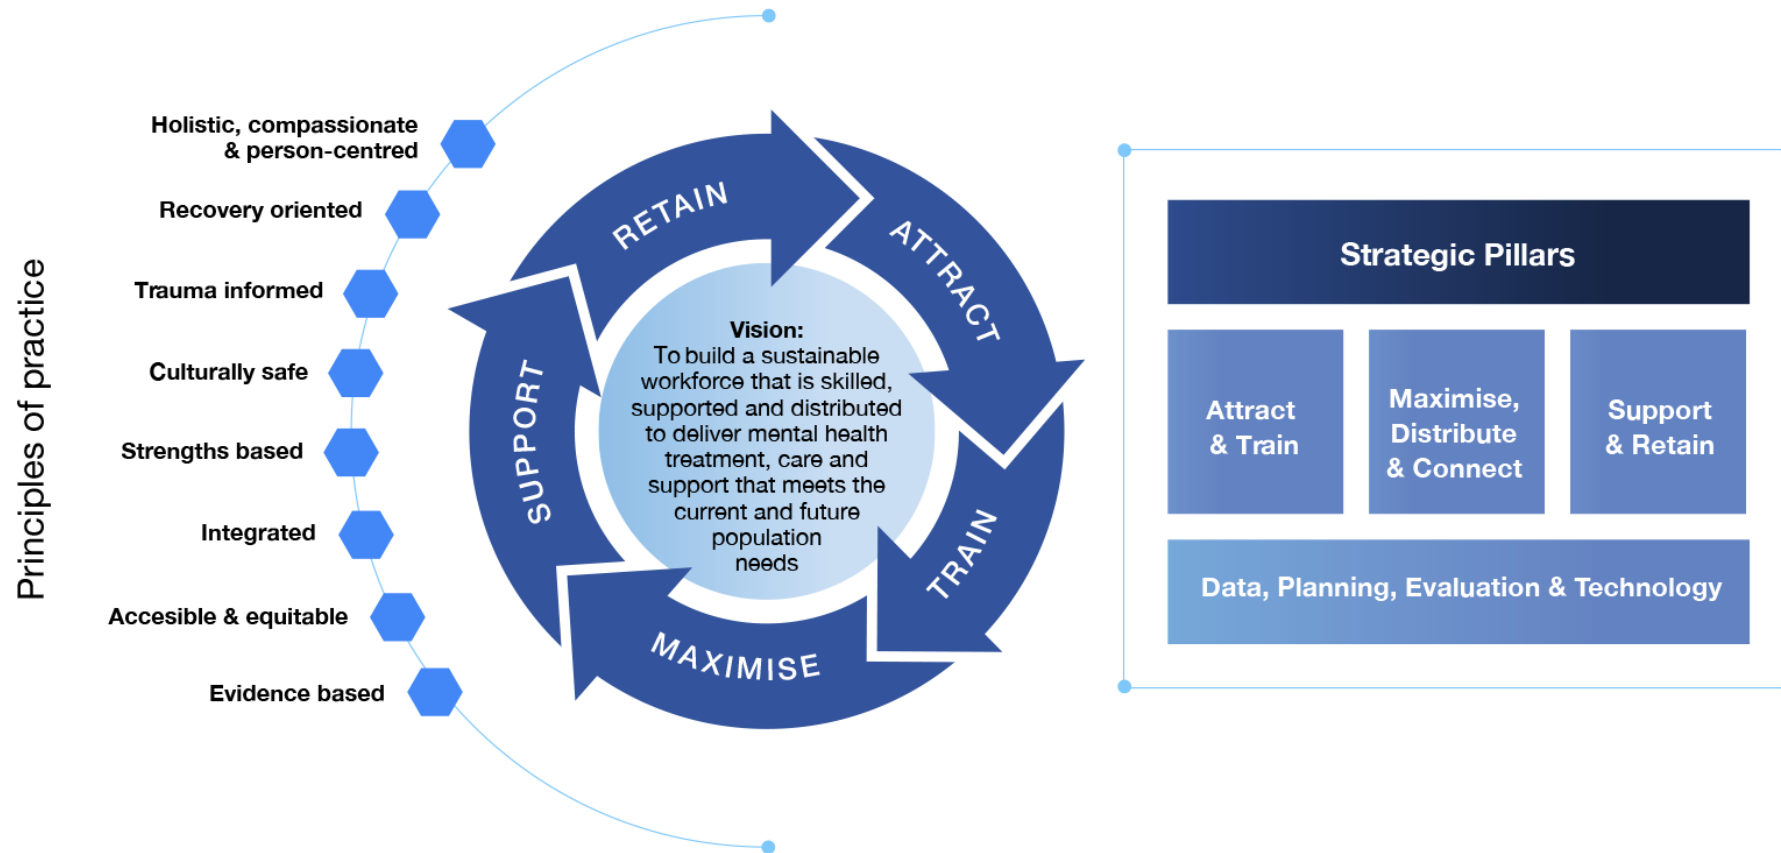 Principles of practice
Holistic, compassionate
& person-centred
Recovery oriented
Trauma informed
Culturally safe
Strengths based
Integrated
Accesible & equitable
Evidence based
RETAIN
ATTRACT
TRAIN
MAXIMISE
SUPPORT
Vision:
To build a sustainable
workforce that is skilled,
supported and distributed
to deliver mental health
treatment, care and
support that meets the
current and future
population
needs
Strategic Pillars
Attract
& Train
Maximise,
Distribute
& Connect
Support
& Retain
Data, Planning, Evaluation & Technology